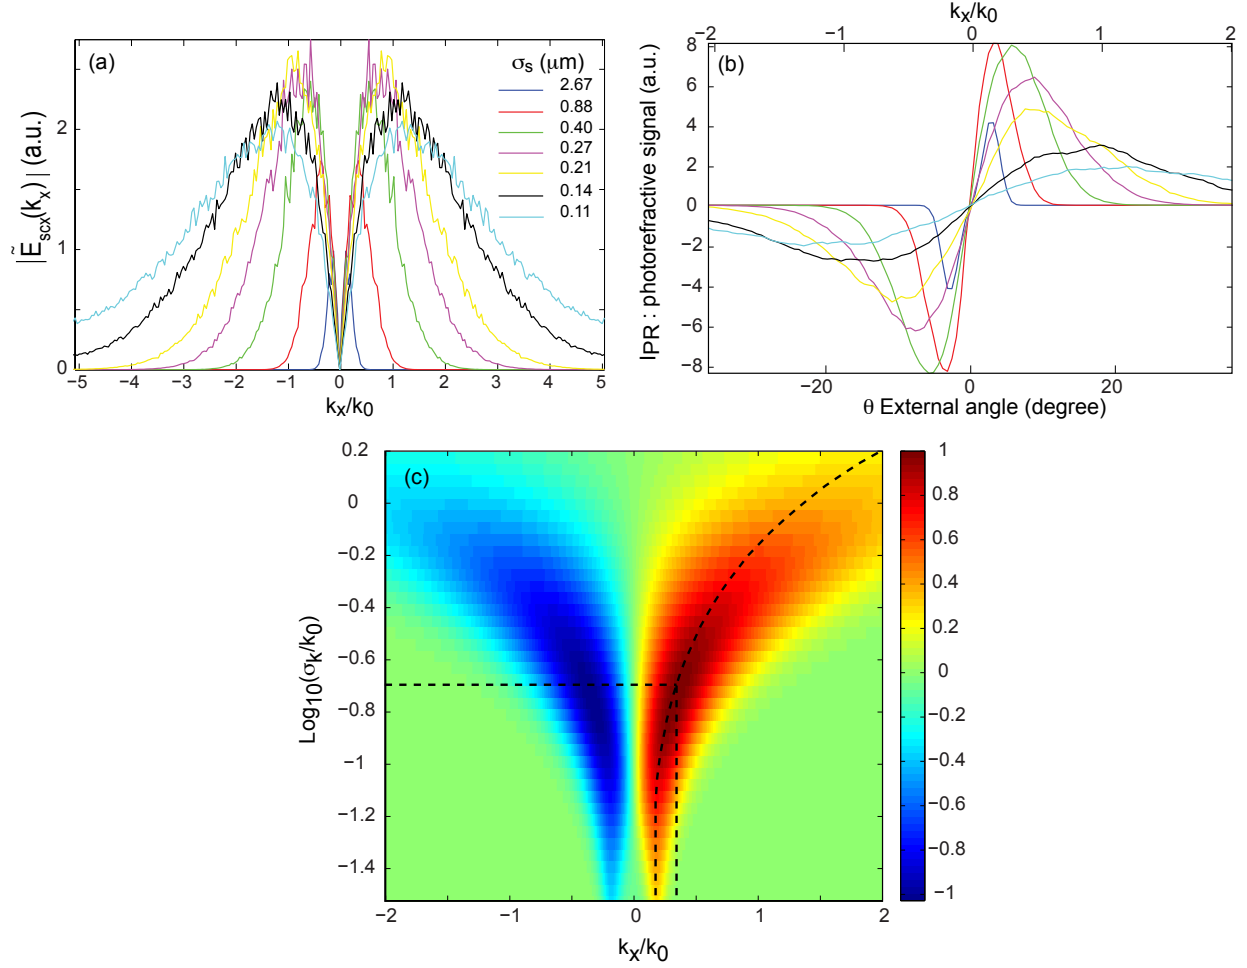 (a)
σs (μm)
2.67
0.88
0.40
0.27
0.21
0.14
0.11
2
1
0
|Ẽscx(kx)| (a.u.)
−5 −4 −3 −2 −1 0 1 2 3 4 5
kx/k0
kx/k0
−2 −1 0 1 2
(b)
8
6
4
2
0
−2
−4
−6
−8
IPR : photorefractive signal (a.u.)
−20 0 20
θ External angle (degree)
(c)
0.2
0
−0.2
−0.4
−0.6
−0.8
−1
−1.2
−1.4
Log10(σk/k0)
−2 −1 0 1 2
kx/k0
1
0.8
0.6
0.4
0.2
0
−0.2
−0.4
−0.6
−0.8
−1